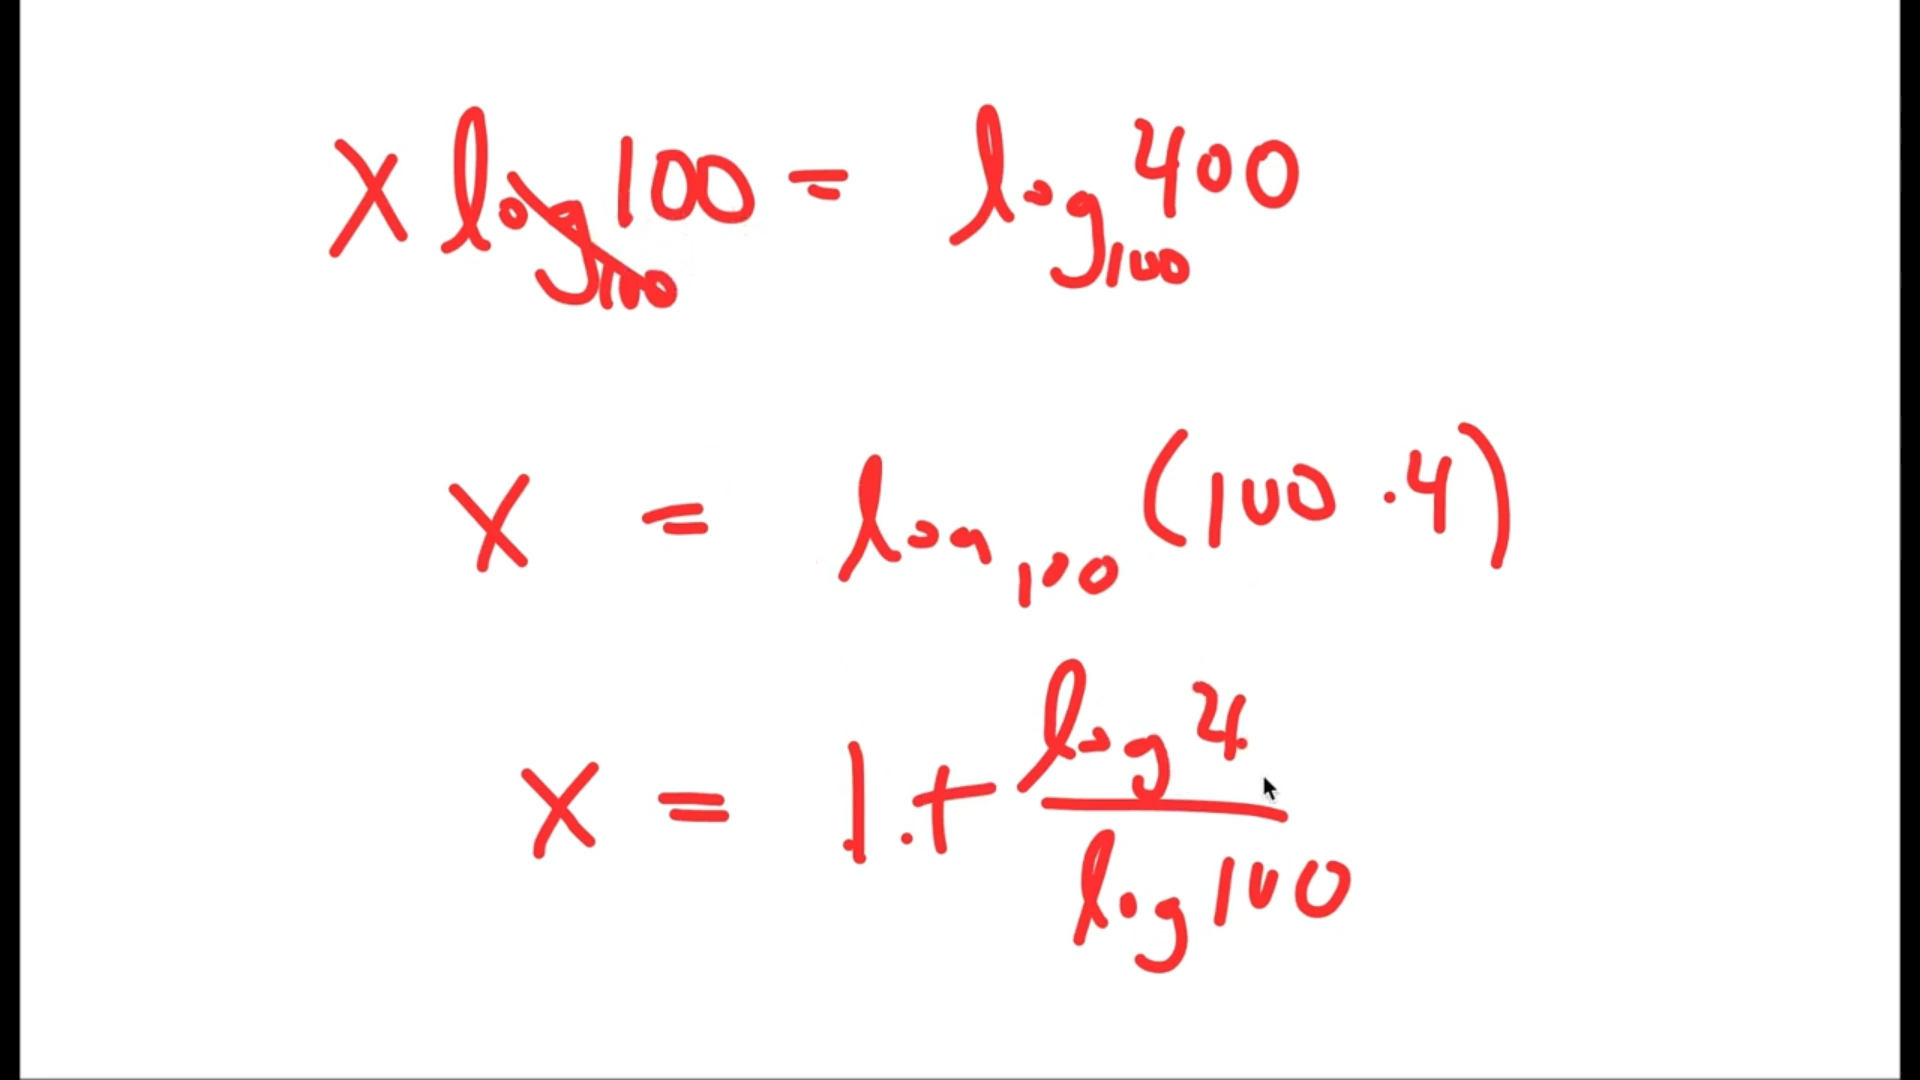 x log₁₀₀ 100 = log₁₀₀ 400
x = log₁₀₀ (100 · 4)
x = 1 + log 4 / log 100